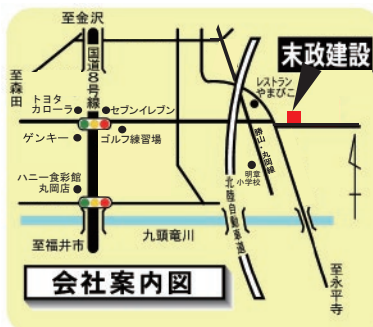 至金沢
国道8号線
末政建設
至森田
トヨタ
カローラ
セブンイレブン
レストラン
やまびこ
ゲンキー
ゴルフ練習場
勝山・丸岡線
ハニー食彩館
丸岡店
明章
小学校
北陸自動車道
至福井市
九頭竜川
至永平寺
会社案内図